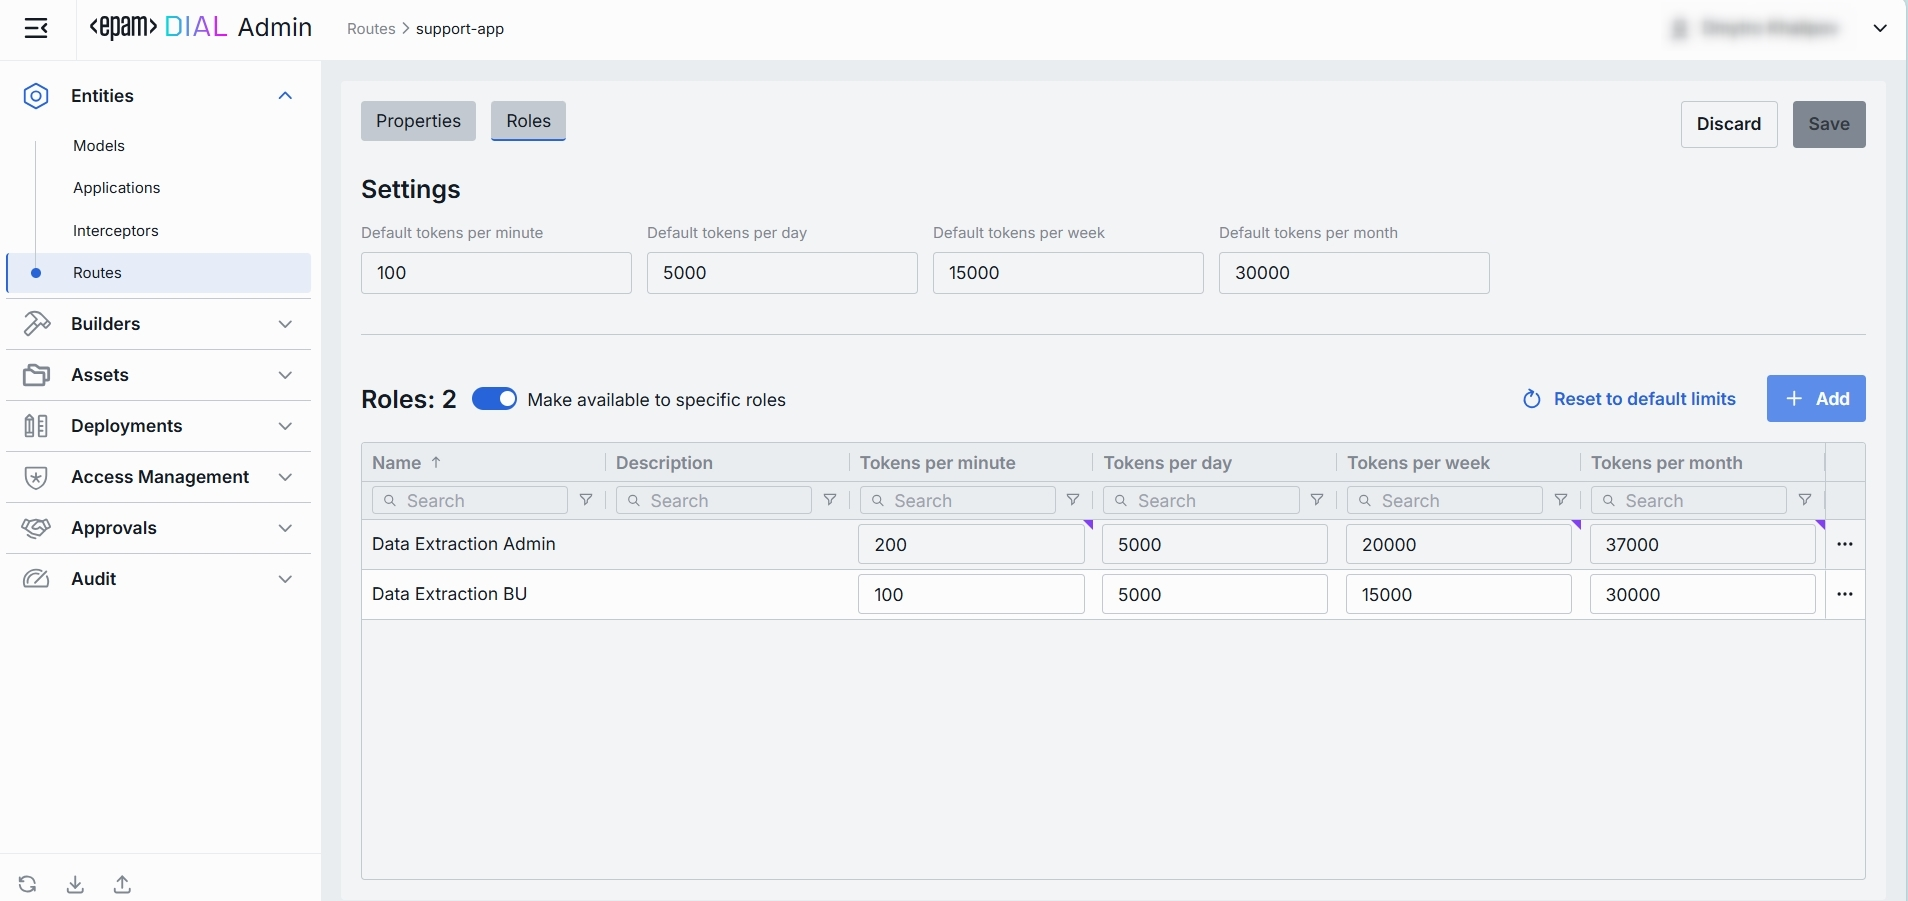 <epam> DIAL Admin
Routes > support-app
Entities
Models
Applications
Interceptors
Routes
Builders
Assets
Deployments
Access Management
Approvals
Audit
Properties
Roles
Discard
Save
Settings
Default tokens per minute
Default tokens per day
Default tokens per week
Default tokens per month
100
5000
15000
30000
Roles: 2
Make available to specific roles
Reset to default limits
+ Add
Name ↑
Description
Tokens per minute
Tokens per day
Tokens per week
Tokens per month
Search
Search
Search
Search
Search
Search
Data Extraction Admin
200
5000
20000
37000
Data Extraction BU
100
5000
15000
30000